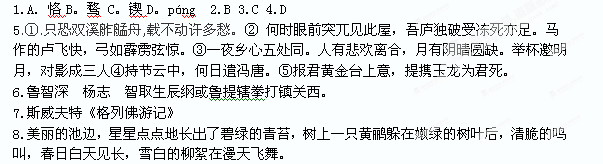 1.A. 恪 B. 鹜 C. 锲 D. páng  2.B 3.C 4.D
5.①.只恐双溪舴艋舟,载不动许多愁。② 何时眼前突兀见此屋，吾庐独破受冻死亦足。马
作的卢飞快，弓如霹雳弦惊。③一夜乡心五处同。人有悲欢离合，月有阴晴圆缺。举杯邀明
月，对影成三人④持节云中，何日遣冯唐。⑤报君黄金台上意，提携玉龙为君死。
6.鲁智深  杨志  智取生辰纲或鲁提辖拳打镇关西。
7.斯威夫特《格列佛游记》
8.美丽的池边，星星点点地长出了碧绿的青苔，树上一只黄鹂躲在嫩绿的树叶后，清脆的鸣
叫，春日白天见长，雪白的柳絮在漫天飞舞。